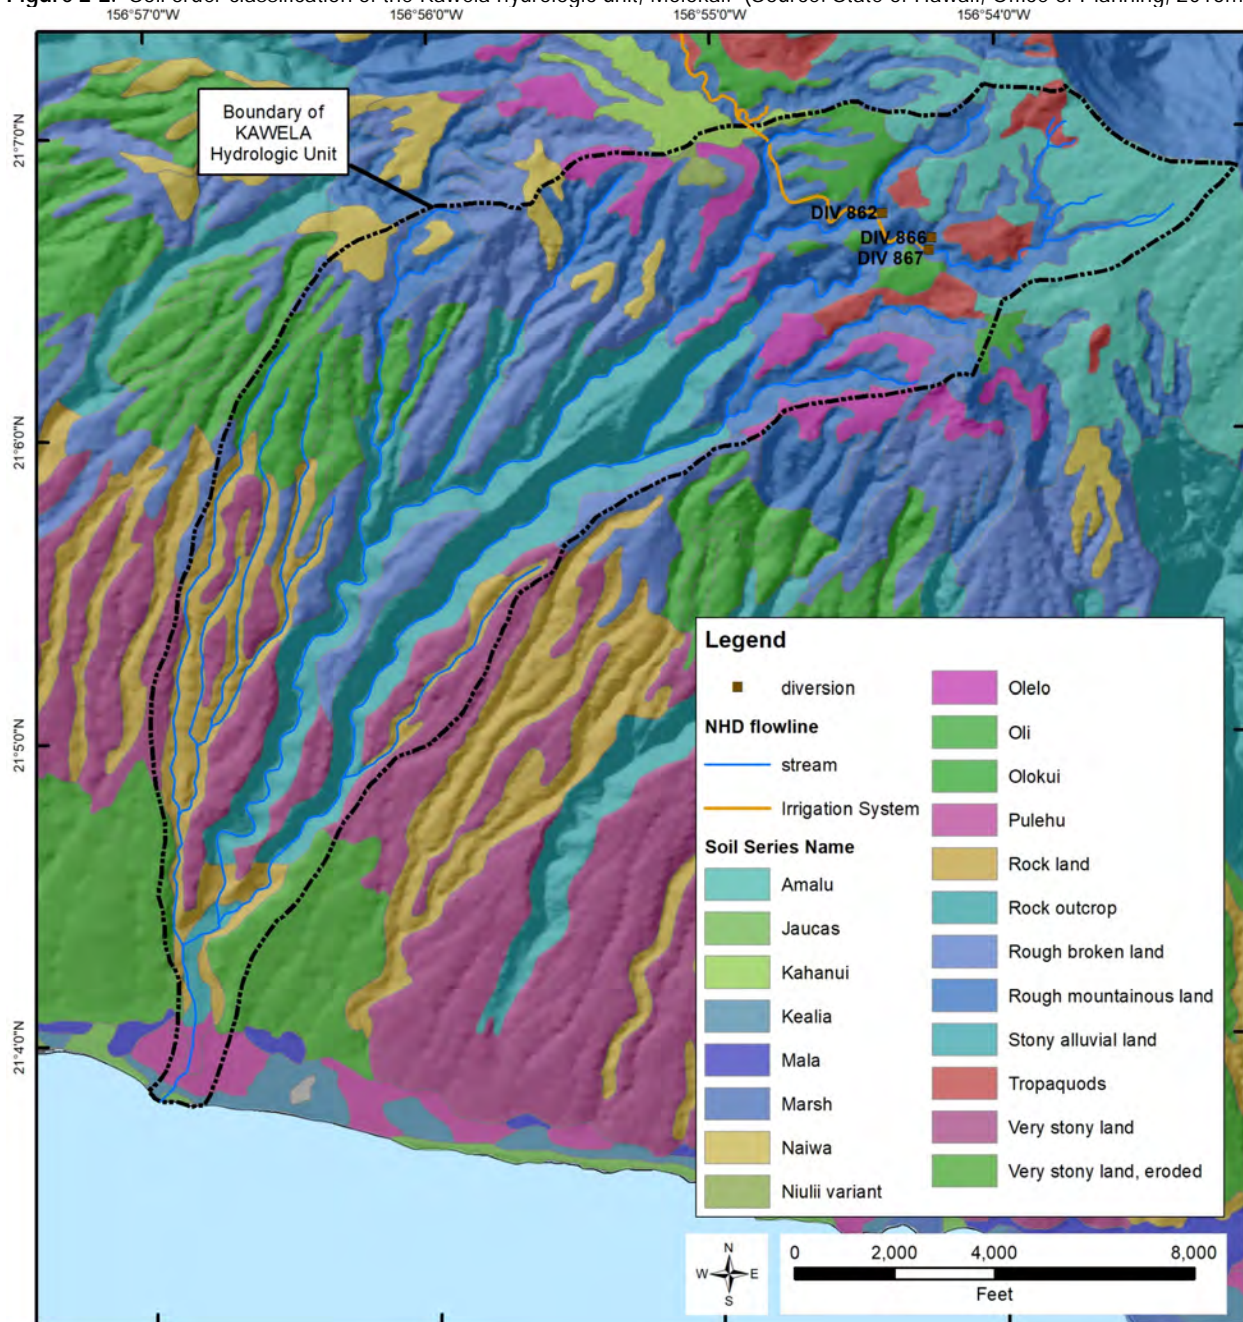 156°57'0"W
156°56'0"W
156°55'0"W
156°54'0"W
21°7'0"N
21°6'0"N
21°5'0"N
21°4'0"N
Boundary of
KAWELA
Hydrologic Unit
DIV 862
DIV 866
DIV 867
Legend
diversion
NHD flowline
stream
Irrigation System
Soil Series Name
Amalu
Jaucas
Kahanui
Kealia
Mala
Marsh
Naiwa
Niulii variant
Olelo
Oli
Olokui
Pulehu
Rock land
Rock outcrop
Rough broken land
Rough mountainous land
Stony alluvial land
Tropaquods
Very stony land
Very stony land, eroded
N
W E
S
0 2,000 4,000 8,000
Feet